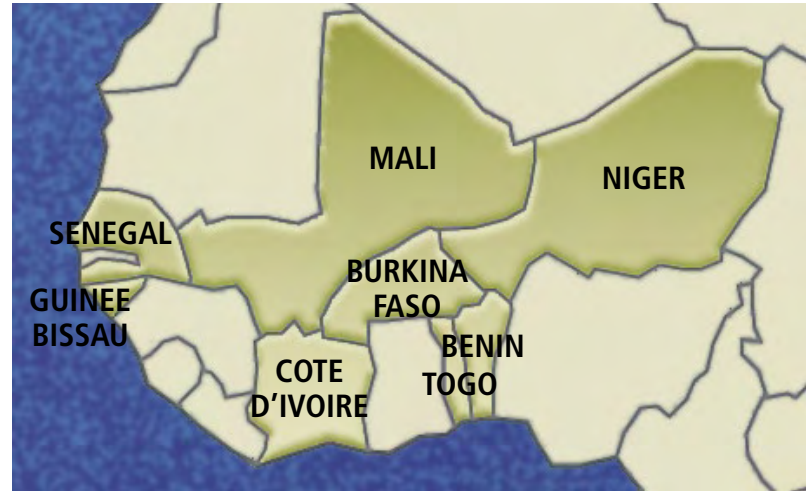 MALI
NIGER
SENEGAL
BURKINA
FASO
GUINEE
BISSAU
BENIN
TOGO
COTE
D'IVOIRE